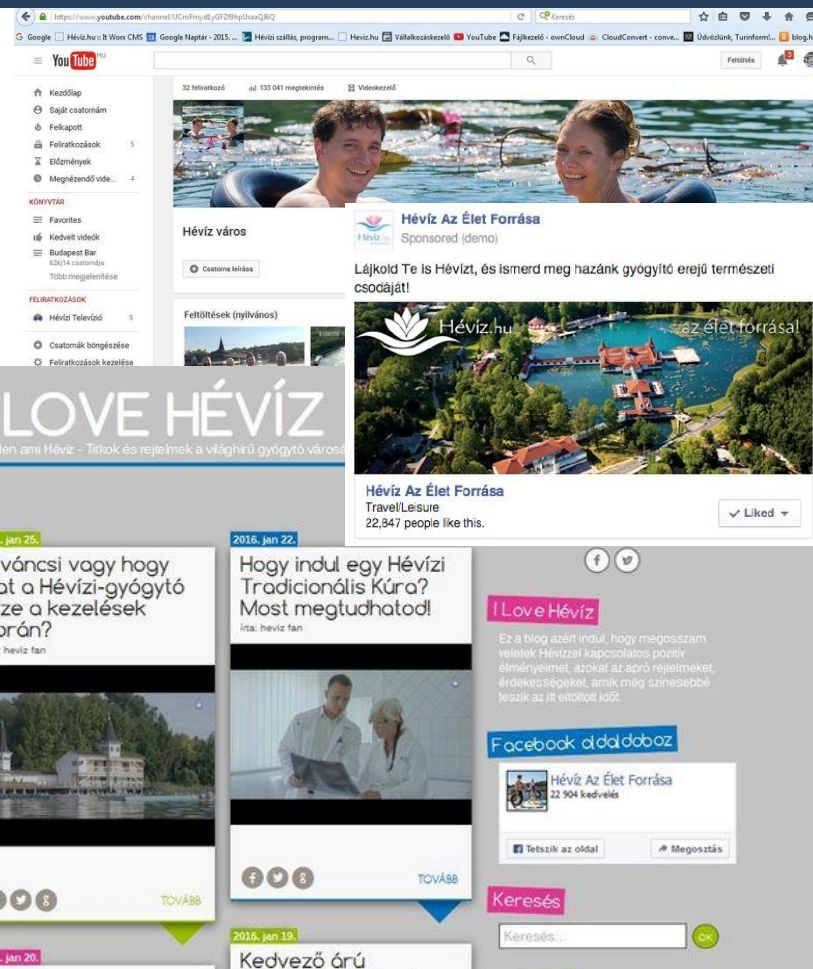 https://www.youtube.com/channel/UCmFmyd1yGFZI9hpUxaaQJ6Q
Keresés
Google
Hévíz.hu :: It Worx CMS
Google Naptár - 2015. ...
Hévízi szállás, program...
Heviz.hu
Vállalkozáskezelő
YouTube
Fájlkezelő - ownCloud
CloudConvert - conve...
Üdvözlünk, Turinform!...
blog.h
You Tube HU
Feltöltés
3
Kezdőlap
Saját csatornám
Felkapott
Feliratkozások 5
Előzmények
Megnézendő vide... 4
KÖNYVTÁR
Favorites
Kedvelt videók
Budapest Bar
62kj14 csatornája
Több megjelenítése
FELIRATKOZÁSOK
Hévízi Televízió 5
Csatornák böngészése
Feliratkozások kezelése
32 feliratkozó
133 041 megtekintés
Videokezelő
Hévíz város
Csatorna leírása
Feltöltések (nyilvános)
Hévíz Az Élet Forrása
Sponsored (demo)
Lájkold Te is Hévízt, és ismerd meg hazánk gyógyító erejű természeti
csodáját!
Hévíz.hu
az élet forrása!
Hévíz Az Élet Forrása
Travel/Leisure
22,847 people like this.
Liked
LOVE HÉVÍZ
den ami Hévíz - Titkok és rejtelmek a világhírű gyógyító városá
. jan 25.
váncsi vagy hogy
at a Hévízi-gyógytó
ze a kezelések
orán?
: heviz fan
TOVÁBB
2016. jan 22.
Hogy indul egy Hévízi
Tradicionális Kúra?
Most megtudhatod!
írta: heviz fan
TOVÁBB
I Love Hévíz
Ez a blog azért indul, hogy megosszam
veletek Hévízzel kapcsolatos pozitív
élményeimet, azokat az apró rejtelmeket,
érdekességeket, amik még színesebbé
teszik az itt eltöltött időt.
Facebook oldaldoboz
Hévíz Az Élet Forrása
22 904 kedvelés
Tetszik az oldal
Megosztás
Keresés
Keresés...
OK
. jan 20.
2016. jan 19.
Kedvező árú